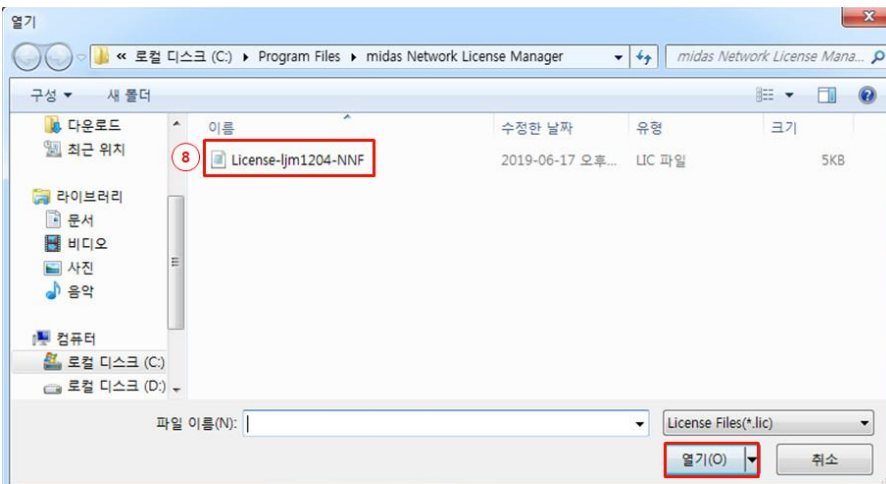 열기
« 로컬 디스크 (C:) ▸ Program Files ▸ midas Network License Manager
midas Network License Mana...
구성 ▼ 새 폴더
다운로드
최근 위치
라이브러리
문서
비디오
사진
음악
컴퓨터
로컬 디스크 (C:)
로컬 디스크 (D:)
이름 수정한 날짜 유형 크기
8 License-ljm1204-NNF 2019-06-17 오후... LIC 파일 5KB
파일 이름(N): License Files(*.lic)
열기(O) 취소